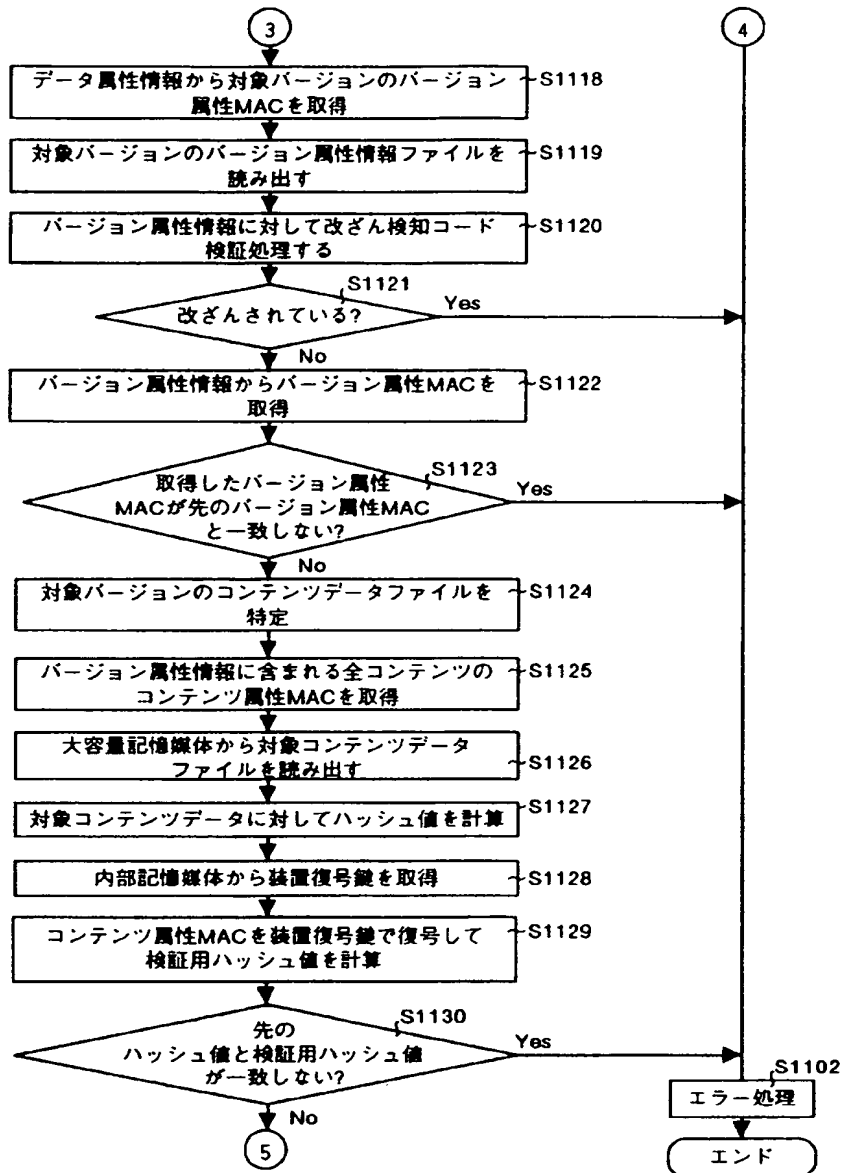 3
4
データ属性情報から対象バージョンのバージョン
属性MACを取得
~S1118
対象バージョンのバージョン属性情報ファイルを
読み出す
~S1119
バージョン属性情報に対して改ざん検知コード
検証処理する
~S1120
S1121
改ざんされている?
Yes
No
バージョン属性情報からバージョン属性MACを
取得
~S1122
S1123
取得したバージョン属性
MACが先のバージョン属性MAC
と一致しない?
Yes
No
対象バージョンのコンテンツデータファイルを
特定
~S1124
バージョン属性情報に含まれる全コンテンツの
コンテンツ属性MACを取得
~S1125
大容量記憶媒体から対象コンテンツデータ
ファイルを読み出す
~S1126
対象コンテンツデータに対してハッシュ値を計算
S1127
内部記憶媒体から装置復号鍵を取得
~S1128
コンテンツ属性MACを装置復号鍵で復号して
検証用ハッシュ値を計算
~S1129
S1130
先の
ハッシュ値と検証用ハッシュ値
が一致しない?
Yes
No
S1102
エラー処理
5
エンド